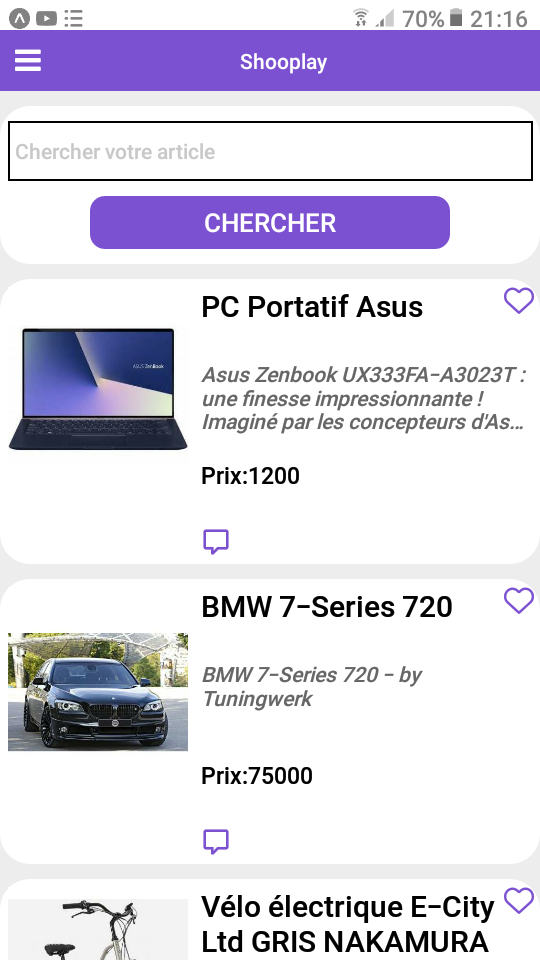 70% 21:16
Shooplay
Chercher votre article
CHERCHER
PC Portatif Asus
Asus Zenbook UX333FA-A3023T :
une finesse impressionnante !
Imaginé par les concepteurs d'As...
ASUS ZenBook
Prix:1200
BMW 7-Series 720
BMW 7-Series 720 - by
Tuningwerk
Prix:75000
Vélo électrique E-City
Ltd GRIS NAKAMURA